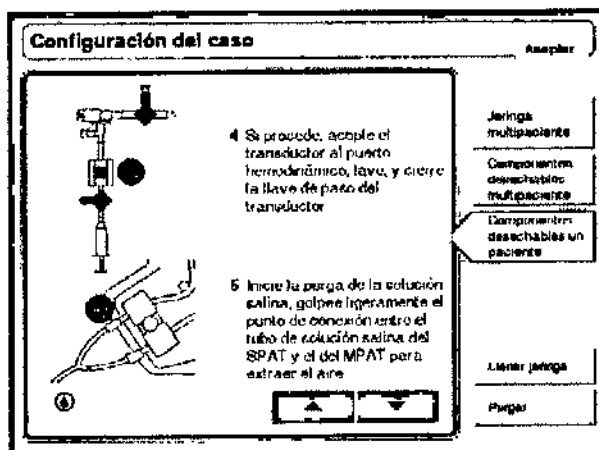 Configuración del caso
Aceptar
4 Si procede, acople el
transductor al puerto
hemodinámico, lave, y cierre
la llave de paso del
transductor
5 Inicie la purga de la solución
salina, golpee ligeramente el
punto de conexión entre el
tubo de solución salina del
SPAT y el del MPAT para
extraer el aire
Jeringa
multipaciente
Componentes
desechables
multipaciente
Componentes
desechables un
paciente
Llenar jeringa
Purgar